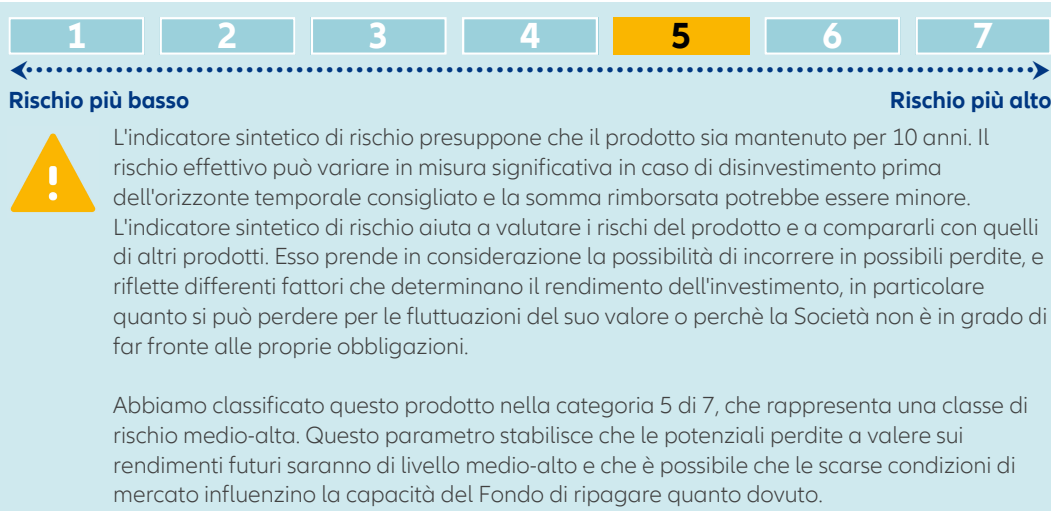 1 2 3 4 5 6 7
Rischio più basso Rischio più alto
L'indicatore sintetico di rischio presuppone che il prodotto sia mantenuto per 10 anni. Il
rischio effettivo può variare in misura significativa in caso di disinvestimento prima
dell'orizzonte temporale consigliato e la somma rimborsata potrebbe essere minore.
L'indicatore sintetico di rischio aiuta a valutare i rischi del prodotto e a compararli con quelli
di altri prodotti. Esso prende in considerazione la possibilità di incorrere in possibili perdite, e
riflette differenti fattori che determinano il rendimento dell'investimento, in particolare
quanto si può perdere per le fluttuazioni del suo valore o perchè la Società non è in grado di
far fronte alle proprie obbligazioni.
Abbiamo classificato questo prodotto nella categoria 5 di 7, che rappresenta una classe di
rischio medio-alta. Questo parametro stabilisce che le potenziali perdite a valere sui
rendimenti futuri saranno di livello medio-alto e che è possibile che le scarse condizioni di
mercato influenzino la capacità del Fondo di ripagare quanto dovuto.